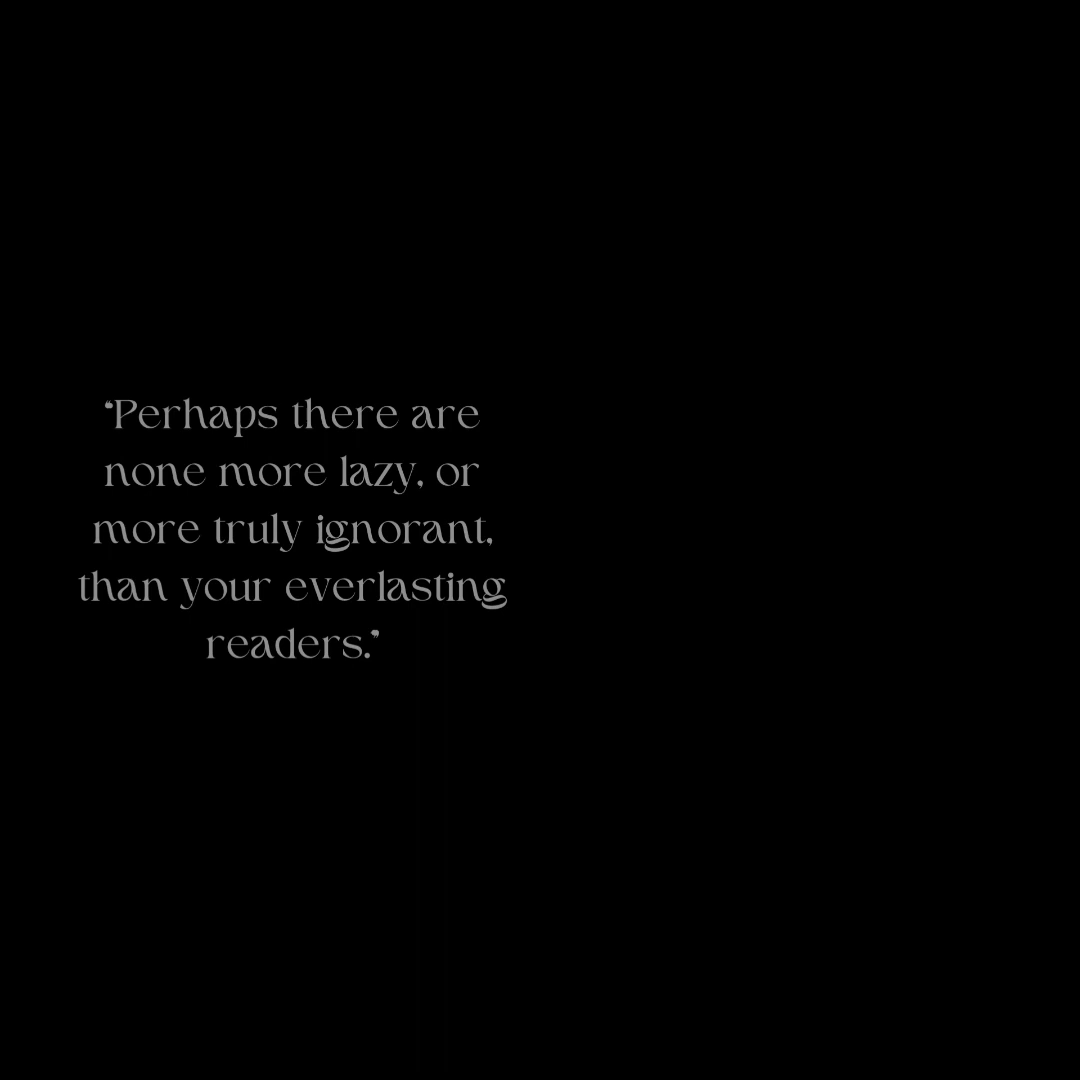 “Perhaps there are
none more lazy, or
more truly ignorant,
than your everlasting
readers.”